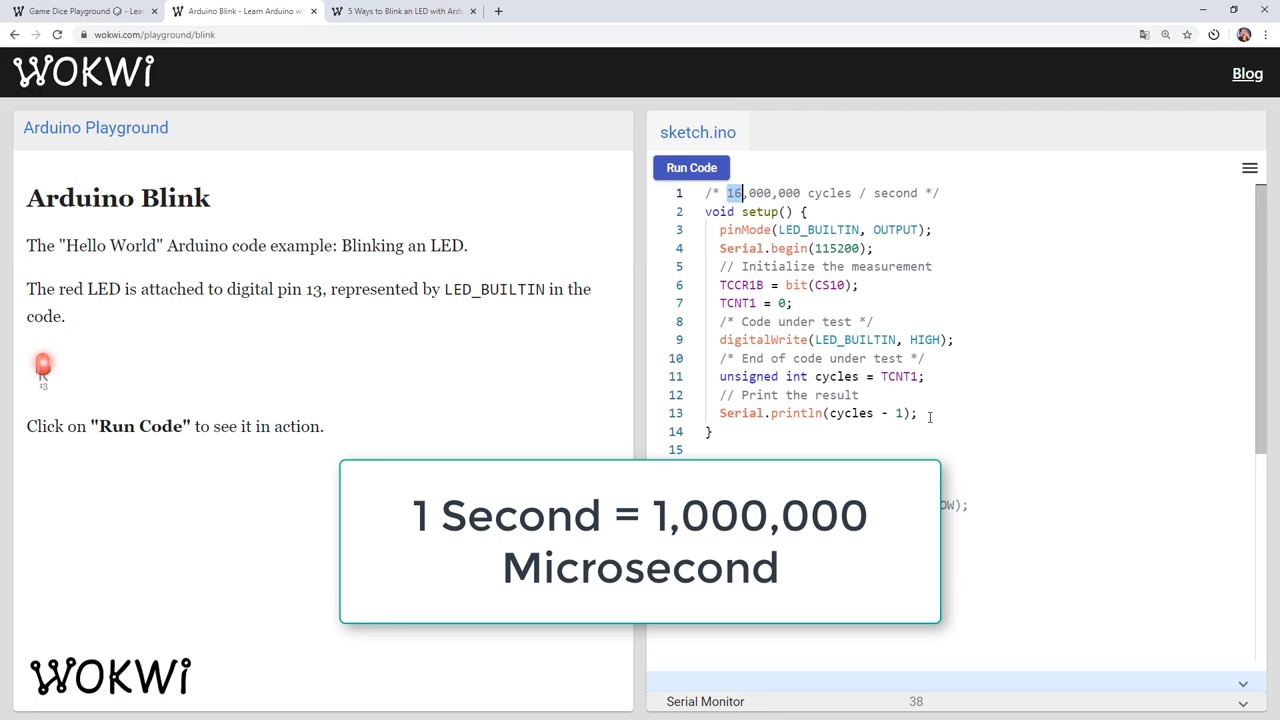 Game Dice Playground
Arduino Blink - Learn Arduino wi
5 Ways to Blink an LED with Ard
wokwi.com/playground/blink
WOKWi
Blog
Arduino Playground
Arduino Blink
The "Hello World" Arduino code example: Blinking an LED.
The red LED is attached to digital pin 13, represented by LED_BUILTIN in the
code.
13
Click on "Run Code" to see it in action.
WOKWi
sketch.ino
Run Code
1 /* 16,000,000 cycles / second */
2 void setup() {
3 pinMode(LED_BUILTIN, OUTPUT);
4 Serial.begin(115200);
5 // Initialize the measurement
6 TCCR1B = bit(CS10);
7 TCNT1 = 0;
8 /* Code under test */
9 digitalWrite(LED_BUILTIN, HIGH);
10 /* End of code under test */
11 unsigned int cycles = TCNT1;
12 // Print the result
13 Serial.println(cycles - 1);
14 }
15
OW);
1 Second = 1,000,000
Microsecond
Serial Monitor 38